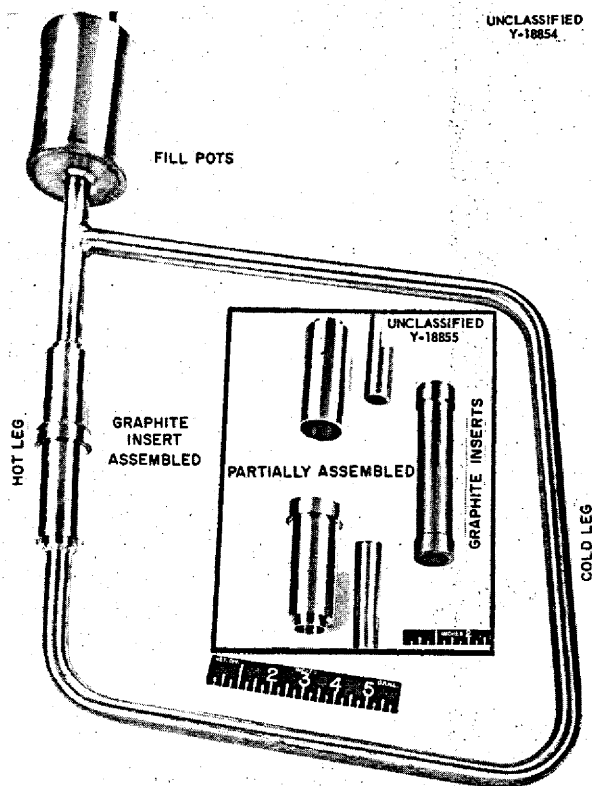 UNCLASSIFIED
Y-18854
FILL POTS
UNCLASSIFIED
Y-18855
HOT LEG
GRAPHITE
INSERT
ASSEMBLED
PARTIALLY ASSEMBLED
GRAPHITE INSERTS
COLD LEG
INCHES
1 2 3 4 5